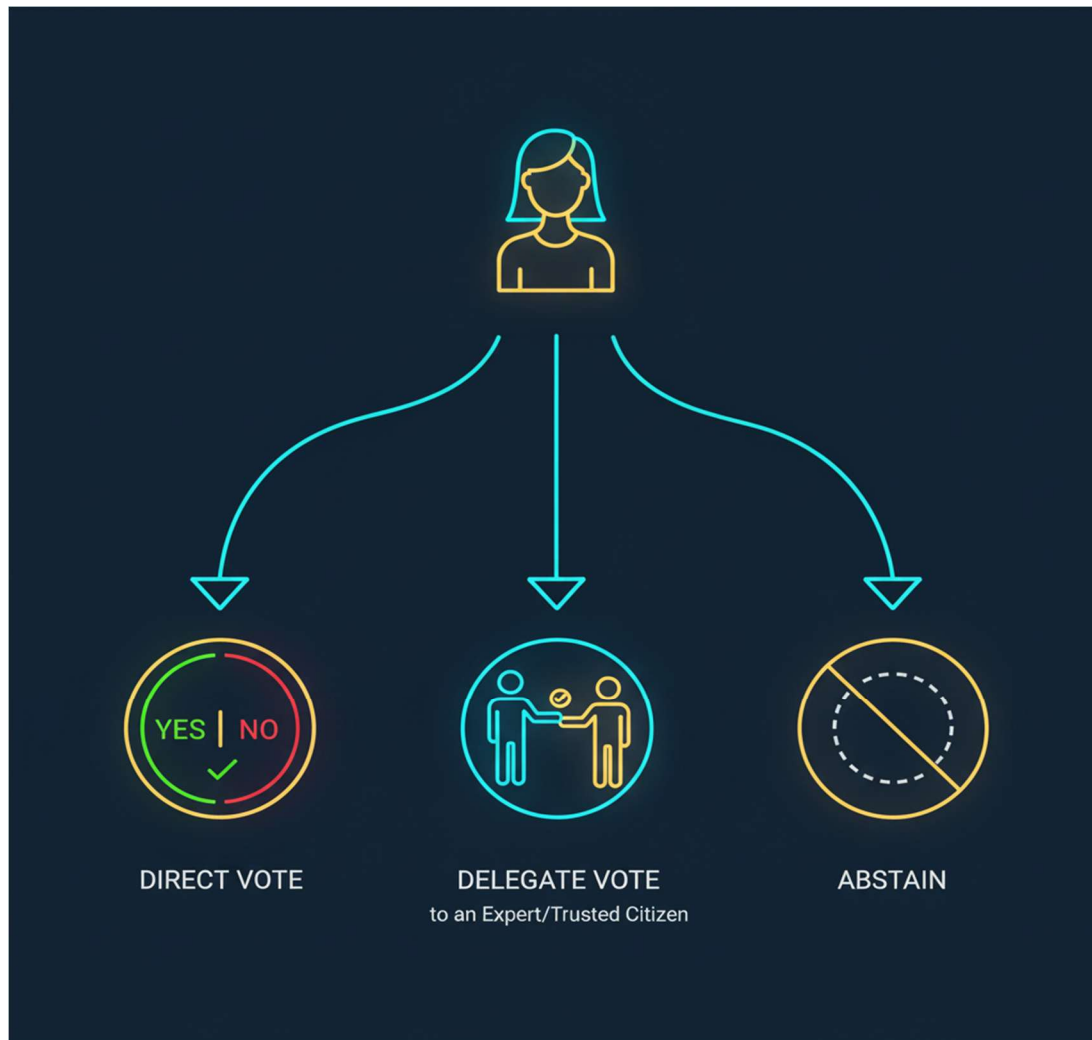 YES | NO
DIRECT VOTE
DELEGATE VOTE
to an Expert/Trusted Citizen
ABSTAIN